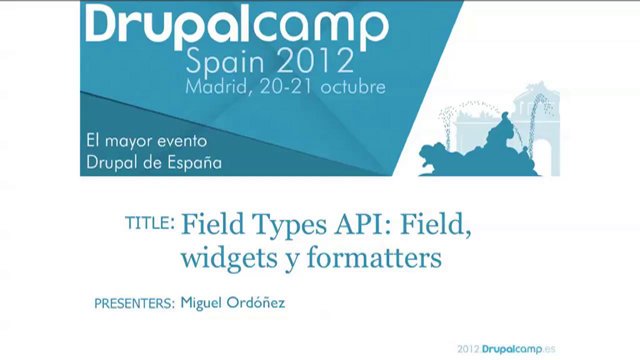 Drupalcamp
Spain 2012
Madrid, 20-21 octubre
El mayor evento
Drupal de España
TITLE: Field Types API: Field,
widgets y formatters
PRESENTERS: Miguel Ordóñez
2012 Drupalcamp.es